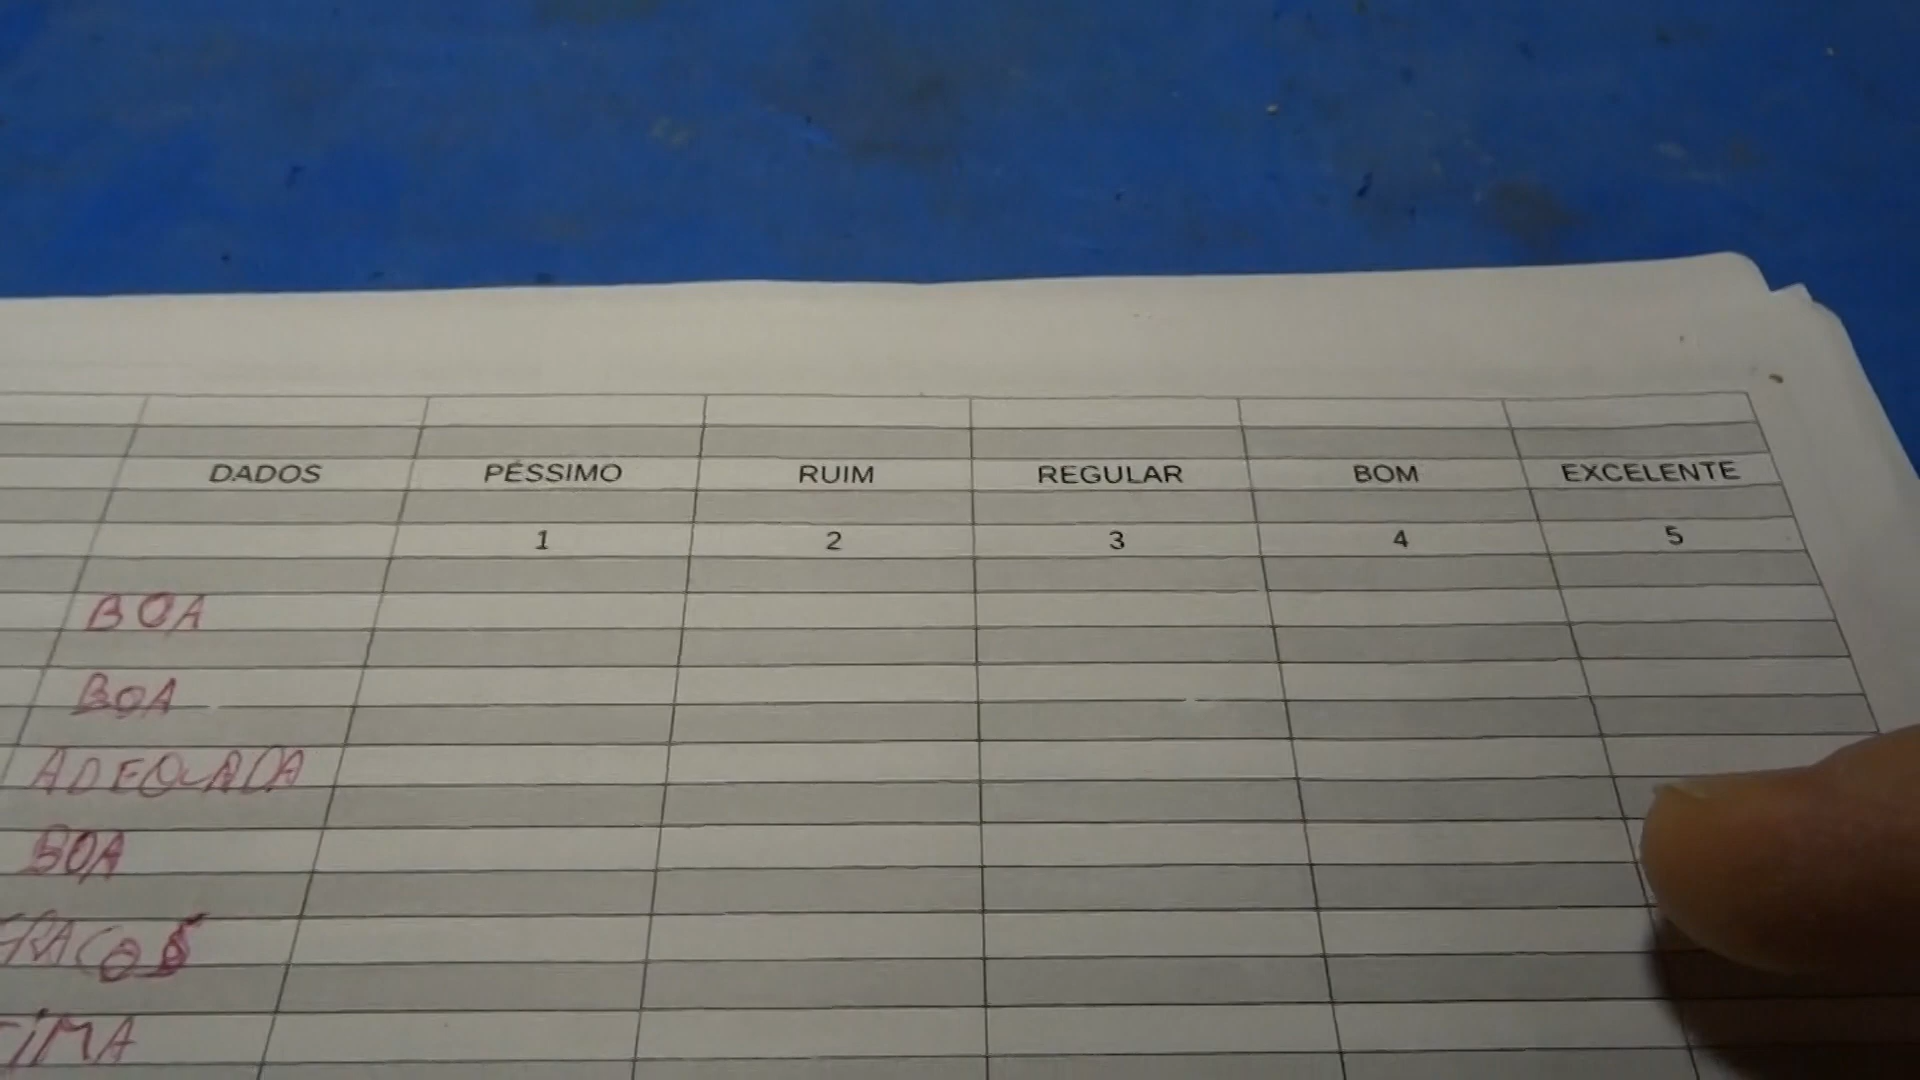 DADOS PÉSSIMO RUIM REGULAR BOM EXCELENTE
1 2 3 4 5
BOA
BOA
ADEQUADA
BOA